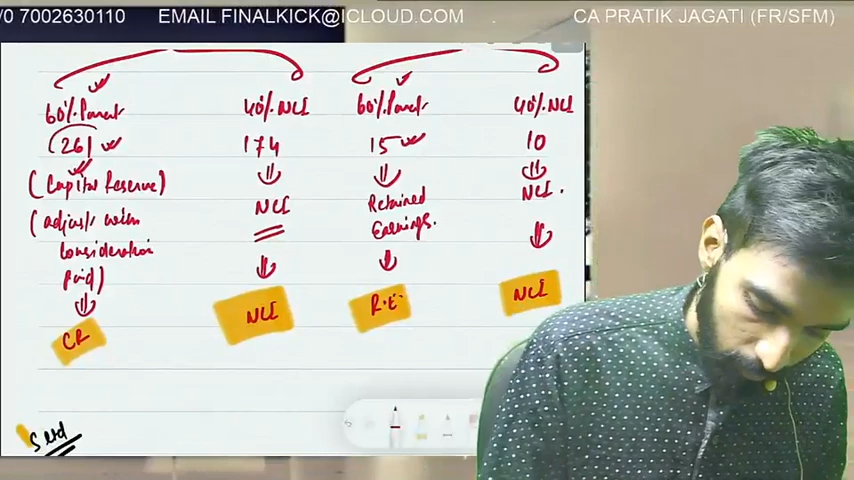 /0 7002630110 EMAIL FINALKICK@ICLOUD.COM . CA PRATIK JAGATI (FR/SFM)
60% Parent 40% NCI 60% Parent 40% NCI
261 174 15 10
(Capital Reserve) NCI Retained Earnings. NCI.
(adjust with
consideration
paid)
CR NCI R.E. NCI
S Ltd